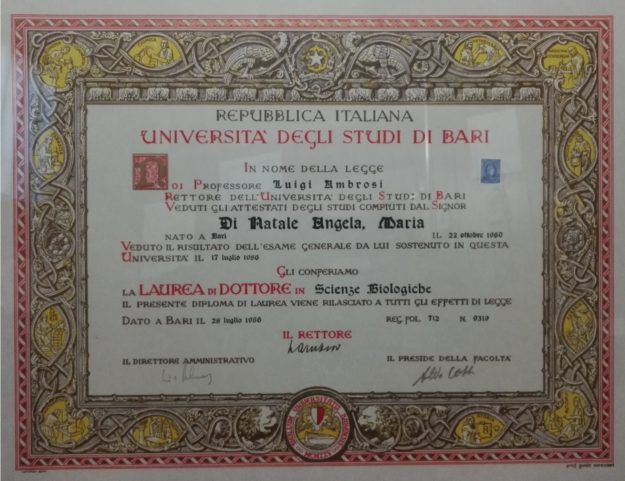 REPUBBLICA ITALIANA
UNIVERSITÀ DEGLI STUDI DI BARI
IN NOME DELLA LEGGE
NOI PROFESSORE Luigi Ambrosi
RETTORE DELL'UNIVERSITÀ DEGLI STUDI DI BARI
VEDUTI GLI ATTESTATI DEGLI STUDI COMPIUTI DAL SIGNOR
Di Natale Angela, Maria
NATO A Bari IL 22 ottobre 1960
VEDUTO IL RISULTATO DELL'ESAME GENERALE DA LUI SOSTENUTO IN QUESTA
UNIVERSITÀ IL 17 luglio 1986
GLI CONFERIAMO
LA LAUREA DI DOTTORE IN Scienze Biologiche
IL PRESENTE DIPLOMA DI LAUREA VIENE RILASCIATO A TUTTI GLI EFFETTI DI LEGGE
DATO A BARI IL 28 luglio 1986 REG. FOL. 712 N. 9319
IL RETTORE
IL DIRETTORE AMMINISTRATIVO IL PRESIDE DELLA FACOLTÀ